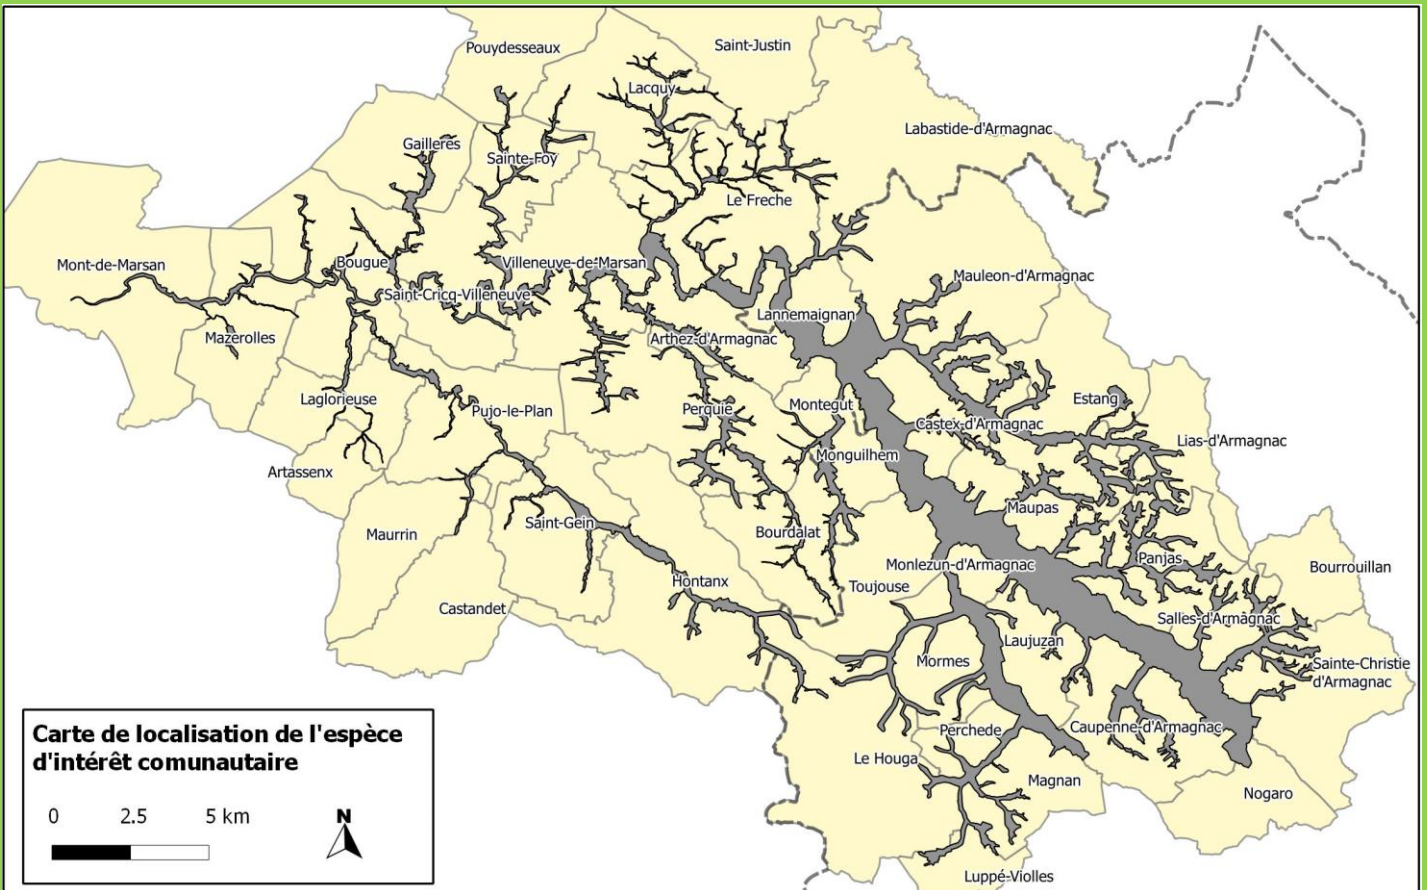 Pouydesseaux
Saint-Justin
Lacquy
Labastide-d'Armagnac
Gailleres
Sainte-Foy
Le Freche
Mont-de-Marsan
Bougue
Villeneuve-de-Marsan
Mauleon-d'Armagnac
Saint-Cricq-Villeneuve
Lannemaignan
Mazerolles
Arthez-d'Armagnac
Laglorieuse
Pujo-le-Plan
Perquie
Montegut
Estang
Castex-d'Armagnac
Lias-d'Armagnac
Monguilhem
Artassenx
Maupas
Maurrin
Saint-Gein
Bourdalat
Panjas
Monlezun-d'Armagnac
Bourrouillan
Hontanx
Toujouse
Castandet
Salles-d'Armagnac
Laujuzan
Mormes
Sainte-Christie
d'Armagnac
Perchede
Caupenne-d'Armagnac
Le Houga
Magnan
Nogaro
Luppé-Violles
Carte de localisation de l'espèce
d'intérêt comunautaire
0 2.5 5 km
N